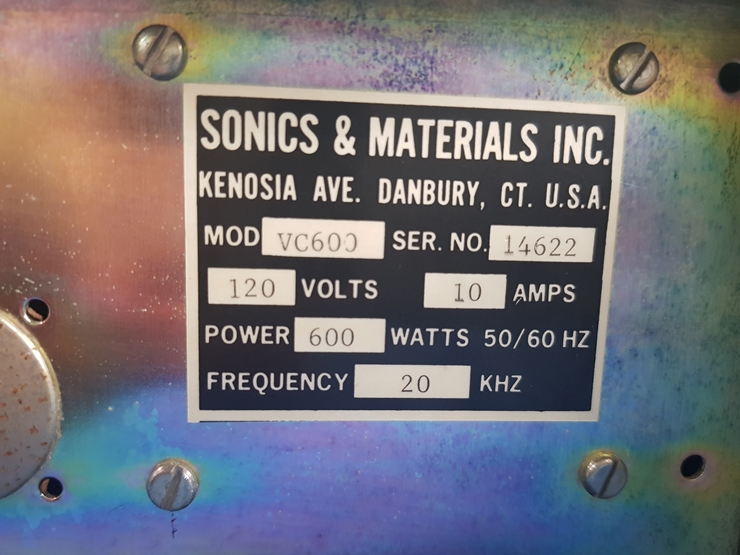 SONICS & MATERIALS INC.
KENOSIA AVE. DANBURY, CT. U.S.A.
MOD VC600 SER. NO. 14622
120 VOLTS 10 AMPS
POWER 600 WATTS 50/60 HZ
FREQUENCY 20 KHZ